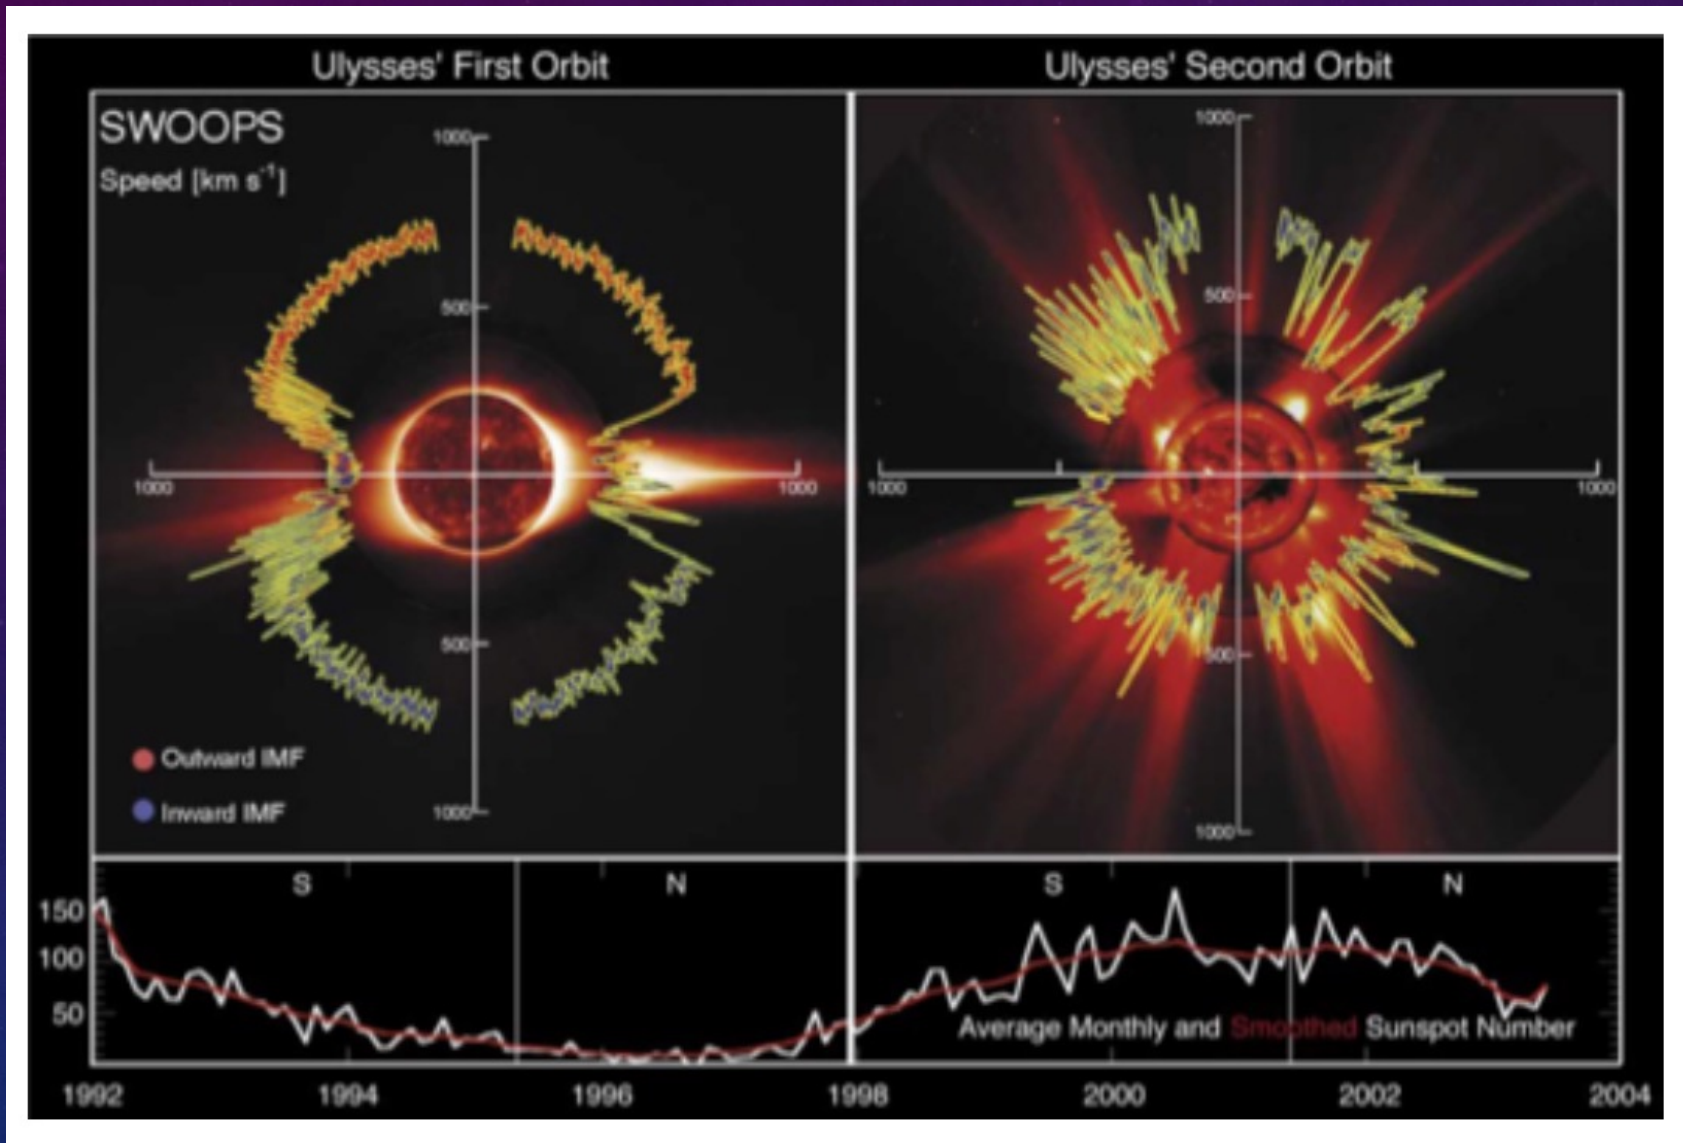 Ulysses' First Orbit
Ulysses' Second Orbit
SWOOPS
Speed [km s⁻¹]
1000
500
1000
1000
500
1000
Outward IMF
Inward IMF
1000
500
1000
1000
500
1000
S
N
S
N
150
100
50
Average Monthly and Smoothed Sunspot Number
1992
1994
1996
1998
2000
2002
2004